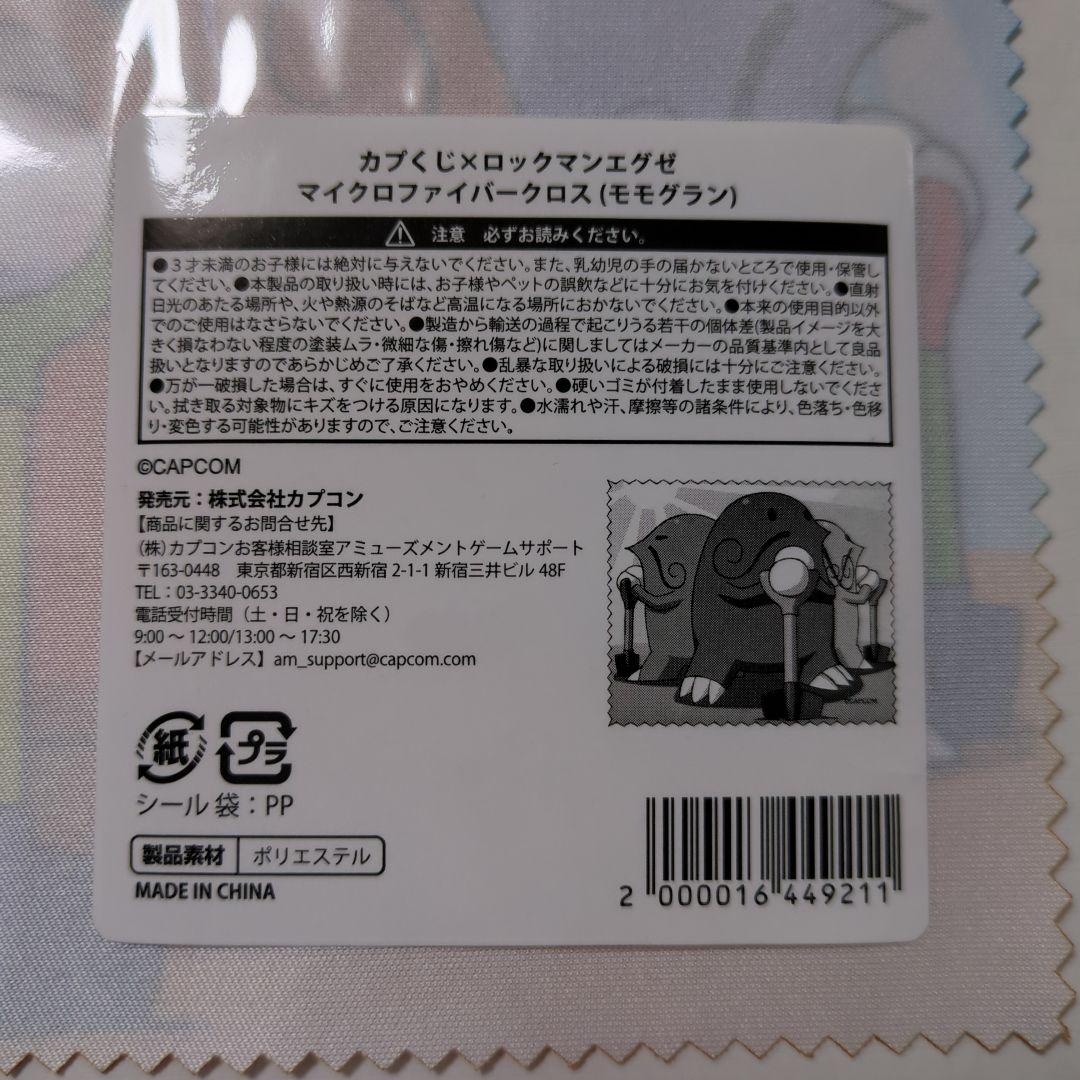 カプくじ×ロックマンエグゼ
マイクロファイバークロス (モモグラン)
注意 必ずお読みください。
●３才未満のお子様には絶対に与えないでください。また、乳幼児の手の届かないところで使用・保管し
てください。●本製品の取り扱い時には、お子様やペットの誤飲などに十分にお気を付けください。●直射
日光のあたる場所や、火や熱源のそばなど高温になる場所におかないでください。●本来の使用目的以外
でのご使用はなさらないでください。●製造から輸送の過程で起こりうる若干の個体差(製品イメージを大
きく損なわない程度の塗装ムラ・微細な傷・擦れ傷など)に関しましてはメーカーの品質基準内として良品
扱いとなりますのであらかじめご了承ください。●乱暴な取り扱いによる破損には十分にご注意ください。
●万が一破損した場合は、すぐに使用をおやめください。●硬いゴミが付着したまま使用しないでくださ
い。拭き取る対象物にキズをつける原因になります。●水濡れや汗、摩擦等の諸条件により、色落ち・色移
り・変色する可能性がありますので、ご注意ください。
©CAPCOM
発売元：株式会社カプコン
【商品に関するお問合せ先】
（株）カプコンお客様相談室アミューズメントゲームサポート
〒163-0448 東京都新宿区西新宿 2-1-1 新宿三井ビル 48F
TEL：03-3340-0653
電話受付時間（土・日・祝を除く）
9:00 ～ 12:00/13:00 ～ 17:30
【メールアドレス】am_support@capcom.com
©CAPCOM
紙 プラ
シール 袋：PP
製品素材 ポリエステル
MADE IN CHINA
2 000016 449211